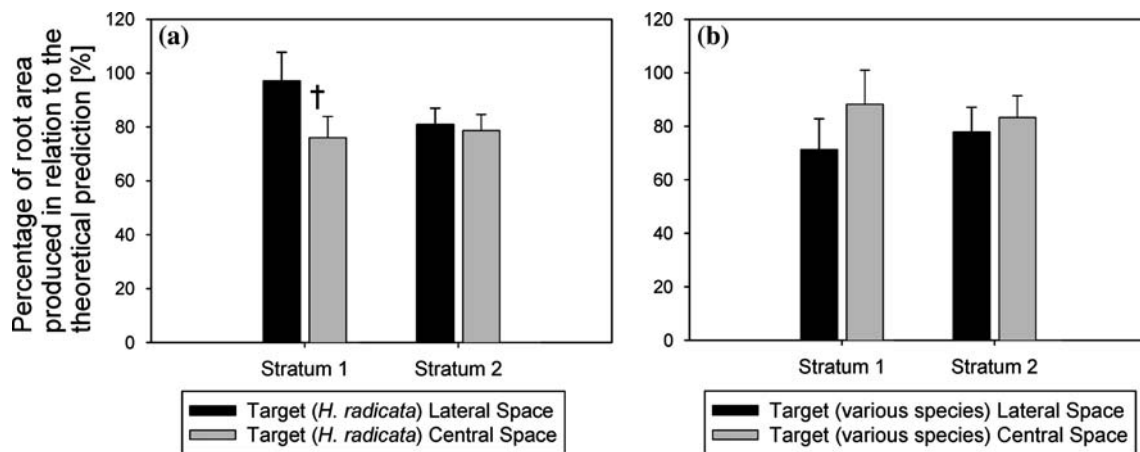 Percentage of root area
produced in relation to the
theoretical prediction [%]
(a)
120
100
80
60
40
20
0
†
Stratum 1 Stratum 2
Target (H. radicata) Lateral Space
Target (H. radicata) Central Space
(b)
120
100
80
60
40
20
0
Stratum 1 Stratum 2
Target (various species) Lateral Space
Target (various species) Central Space